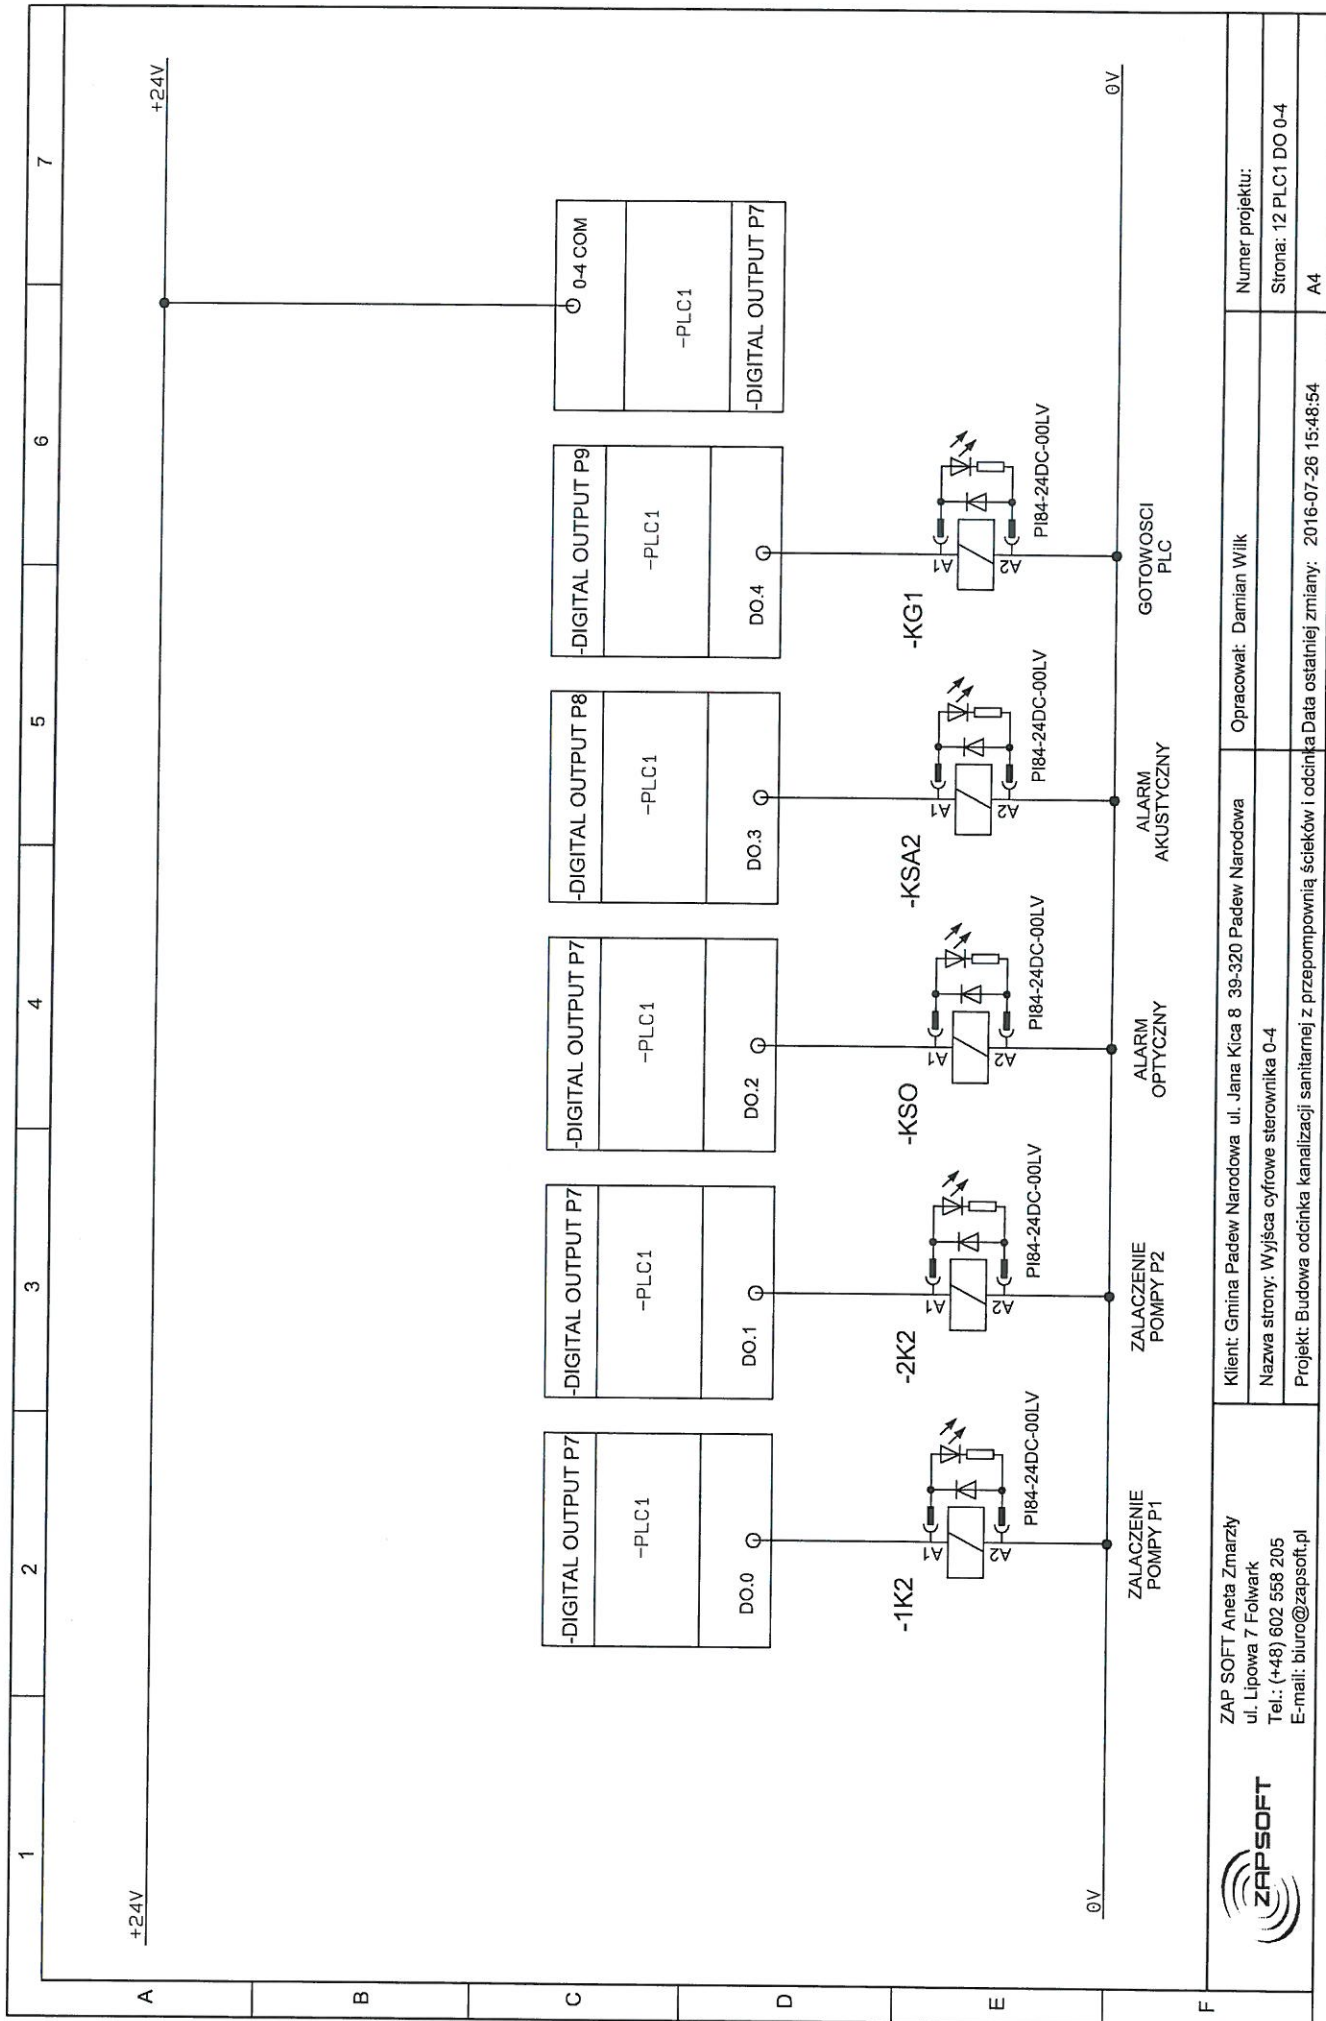 1
2
3
4
5
6
7
A
B
C
D
E
F
+24V
+24V
-DIGITAL OUTPUT P7
-PLC1
DO.0
-DIGITAL OUTPUT P7
-PLC1
DO.1
-DIGITAL OUTPUT P7
-PLC1
DO.2
-DIGITAL OUTPUT P8
-PLC1
DO.3
-DIGITAL OUTPUT P9
-PLC1
DO.4
0-4 COM
-PLC1
-DIGITAL OUTPUT P7
-1K2
A1
A2
PI84-24DC-00LV
-2K2
A1
A2
PI84-24DC-00LV
-KSO
A1
A2
PI84-24DC-00LV
-KSA2
A1
A2
PI84-24DC-00LV
-KG1
A1
A2
PI84-24DC-00LV
0V
0V
ZALACZENIE
POMPY P1
ZALACZENIE
POMPY P2
ALARM
OPTYCZNY
ALARM
AKUSTYCZNY
GOTOWOSCI
PLC
ZAPSOFT
ZAP SOFT Aneta Zmarzły
ul. Lipowa 7 Folwark
Tel.: (+48) 602 558 205
E-mail: biuro@zapsoft.pl
Klient: Gmina Padew Narodowa ul. Jana Kica 8 39-320 Padew Narodowa
Opracował: Damian Wilk
Numer projektu:
Nazwa strony: Wyjśca cyfrowe sterownika 0-4
Strona: 12 PLC1 DO 0-4
Projekt: Budowa odcinka kanalizacji sanitarnej z przepompownią ścieków i odcinka
Data ostatniej zmiany: 2016-07-26 15:48:54
A4